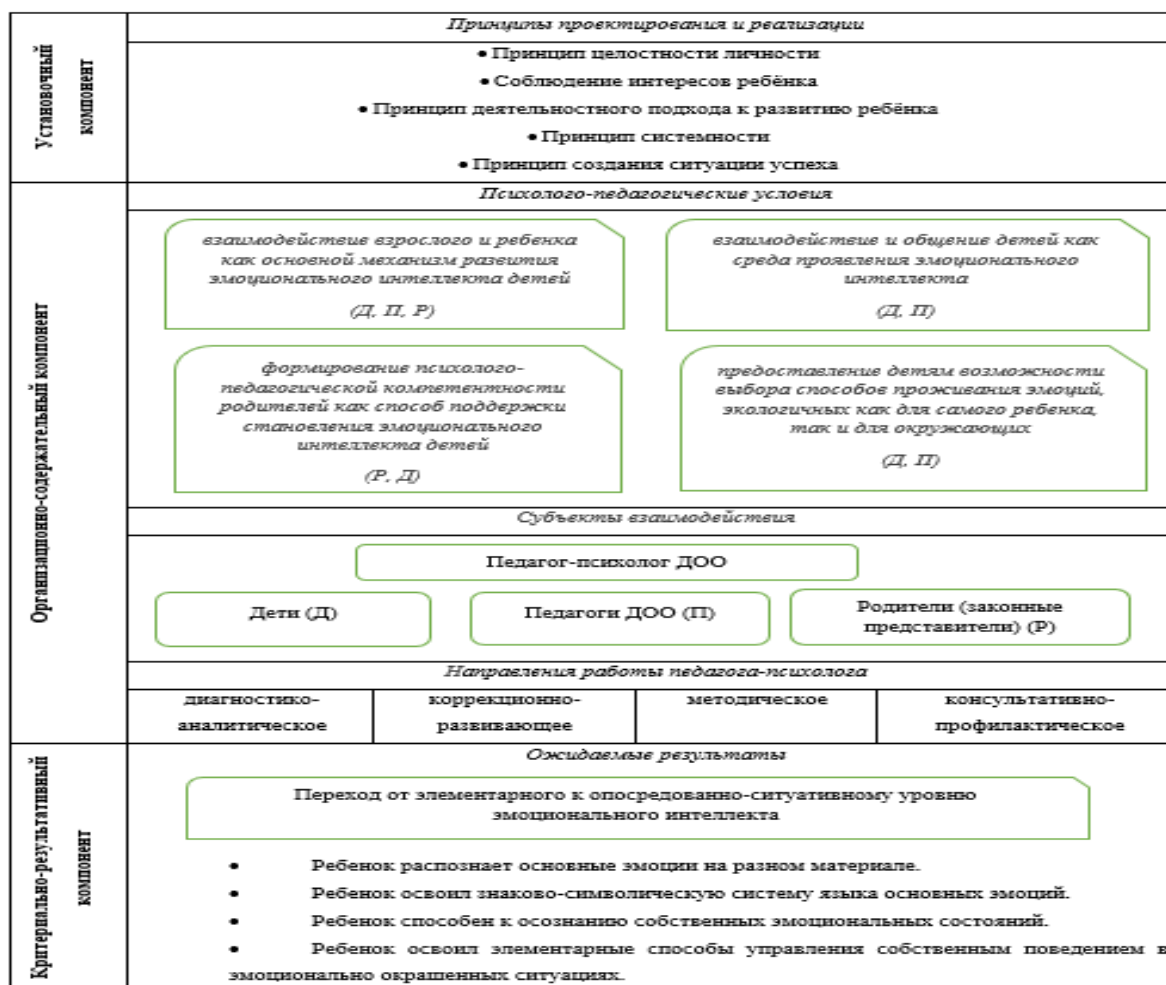 Установочный
компонент
Принципы проектирования и реализации
• Принцип целостности личности
• Соблюдение интересов ребёнка
• Принцип деятельностного подхода к развитию ребёнка
• Принцип системности
• Принцип создания ситуации успеха
Организационно-содержательный компонент
Психолого-педагогические условия
взаимодействие взрослого и ребенка
как основной механизм развития
эмоционального интеллекта детей
(Д, П, Р)
взаимодействие и общение детей как
среда проявления эмоционального
интеллекта
(Д, П)
формирование психолого-
педагогической компетентности
родителей как способ поддержки
становления эмоционального
интеллекта детей
(Р, Д)
предоставление детям возможности
выбора способов проживания эмоций,
экологичных как для самого ребенка,
так и для окружающих
(Д, П)
Субъекты взаимодействия
Педагог-психолог ДОО
Дети (Д)
Педагоги ДОО (П)
Родители (законные
представители) (Р)
Направления работы педагога-психолога
диагностико-
аналитическое
коррекционно-
развивающее
методическое
консультативно-
профилактическое
Критериально-результативный
компонент
Ожидаемые результаты
Переход от элементарного к опосредованно-ситуативному уровню
эмоционального интеллекта
• Ребенок распознает основные эмоции на разном материале.
• Ребенок освоил знаково-символическую систему языка основных эмоций.
• Ребенок способен к осознанию собственных эмоциональных состояний.
• Ребенок освоил элементарные способы управления собственным поведением в
эмоционально окрашенных ситуациях.